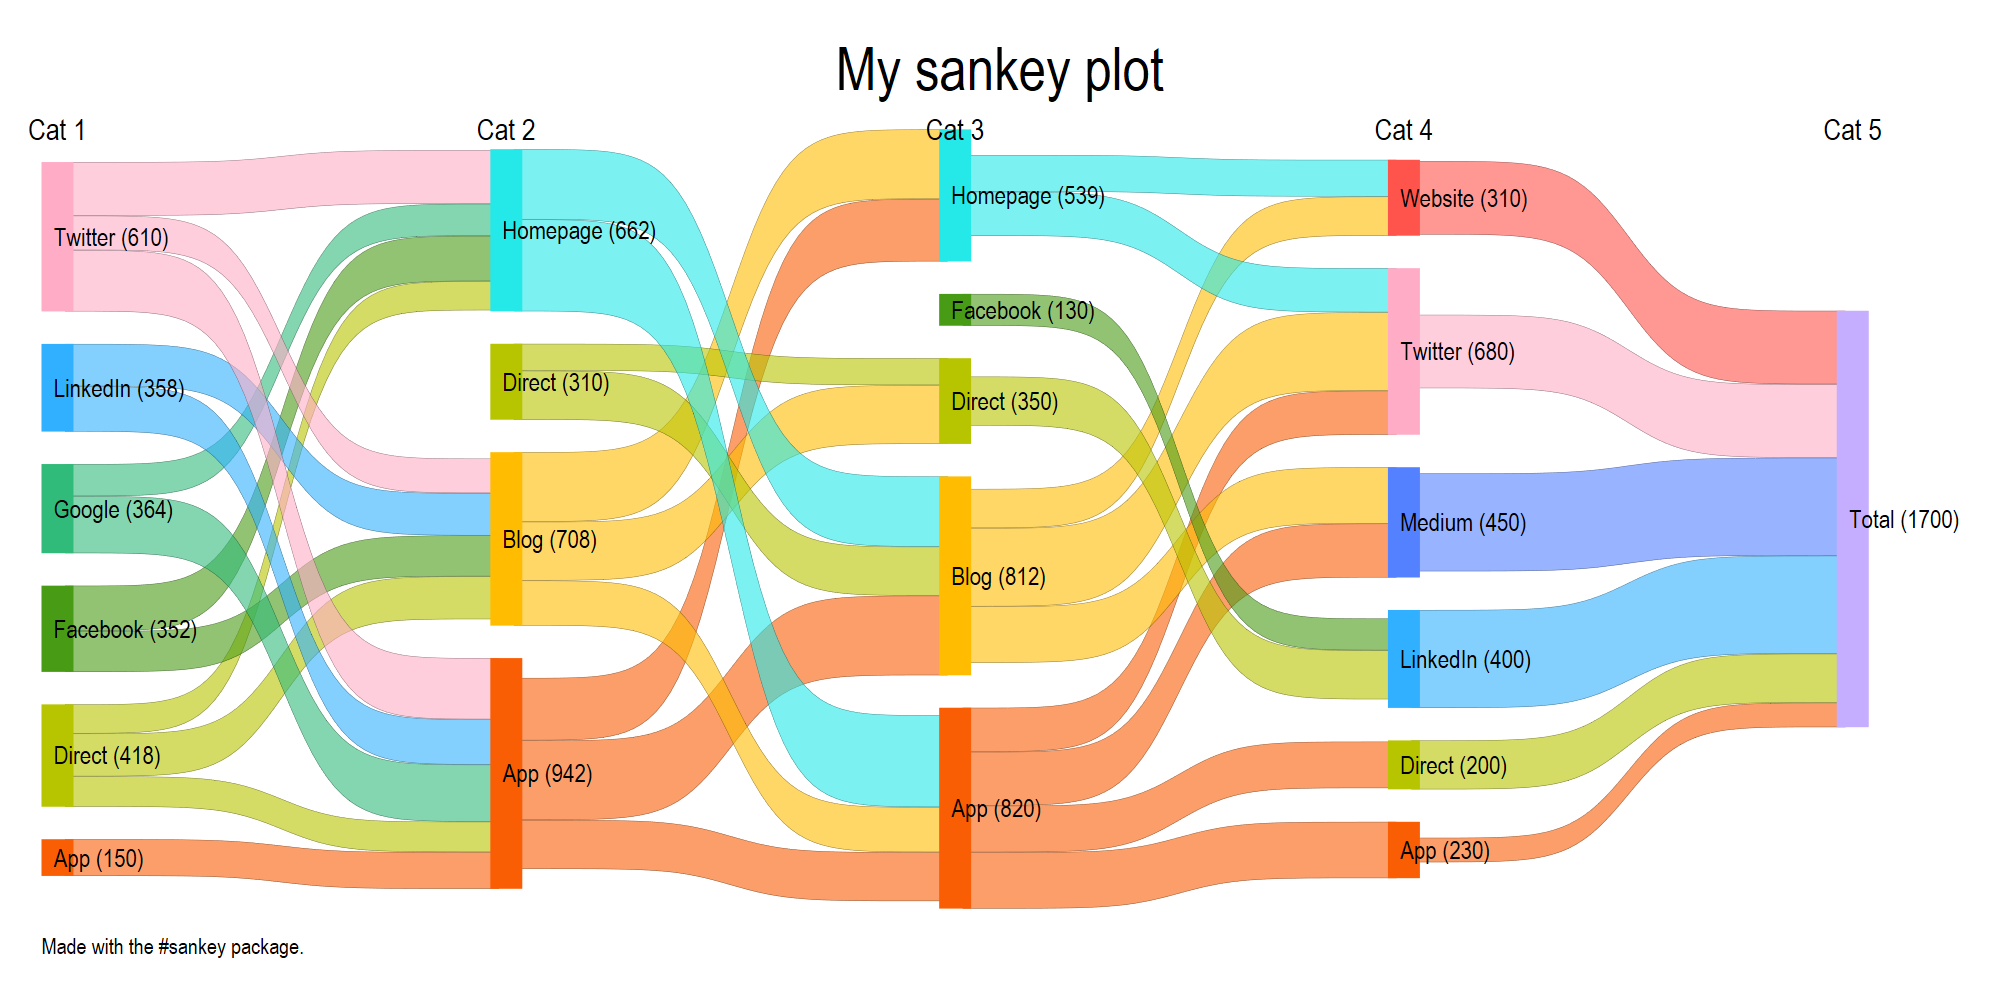 My sankey plot
Cat 1
Cat 2
Cat 3
Cat 4
Cat 5
Twitter (610)
LinkedIn (358)
Google (364)
Facebook (352)
Direct (418)
App (150)
Homepage (662)
Direct (310)
Blog (708)
App (942)
Homepage (539)
Facebook (130)
Direct (350)
Blog (812)
App (820)
Website (310)
Twitter (680)
Medium (450)
LinkedIn (400)
Direct (200)
App (230)
Total (1700)
Made with the #sankey package.